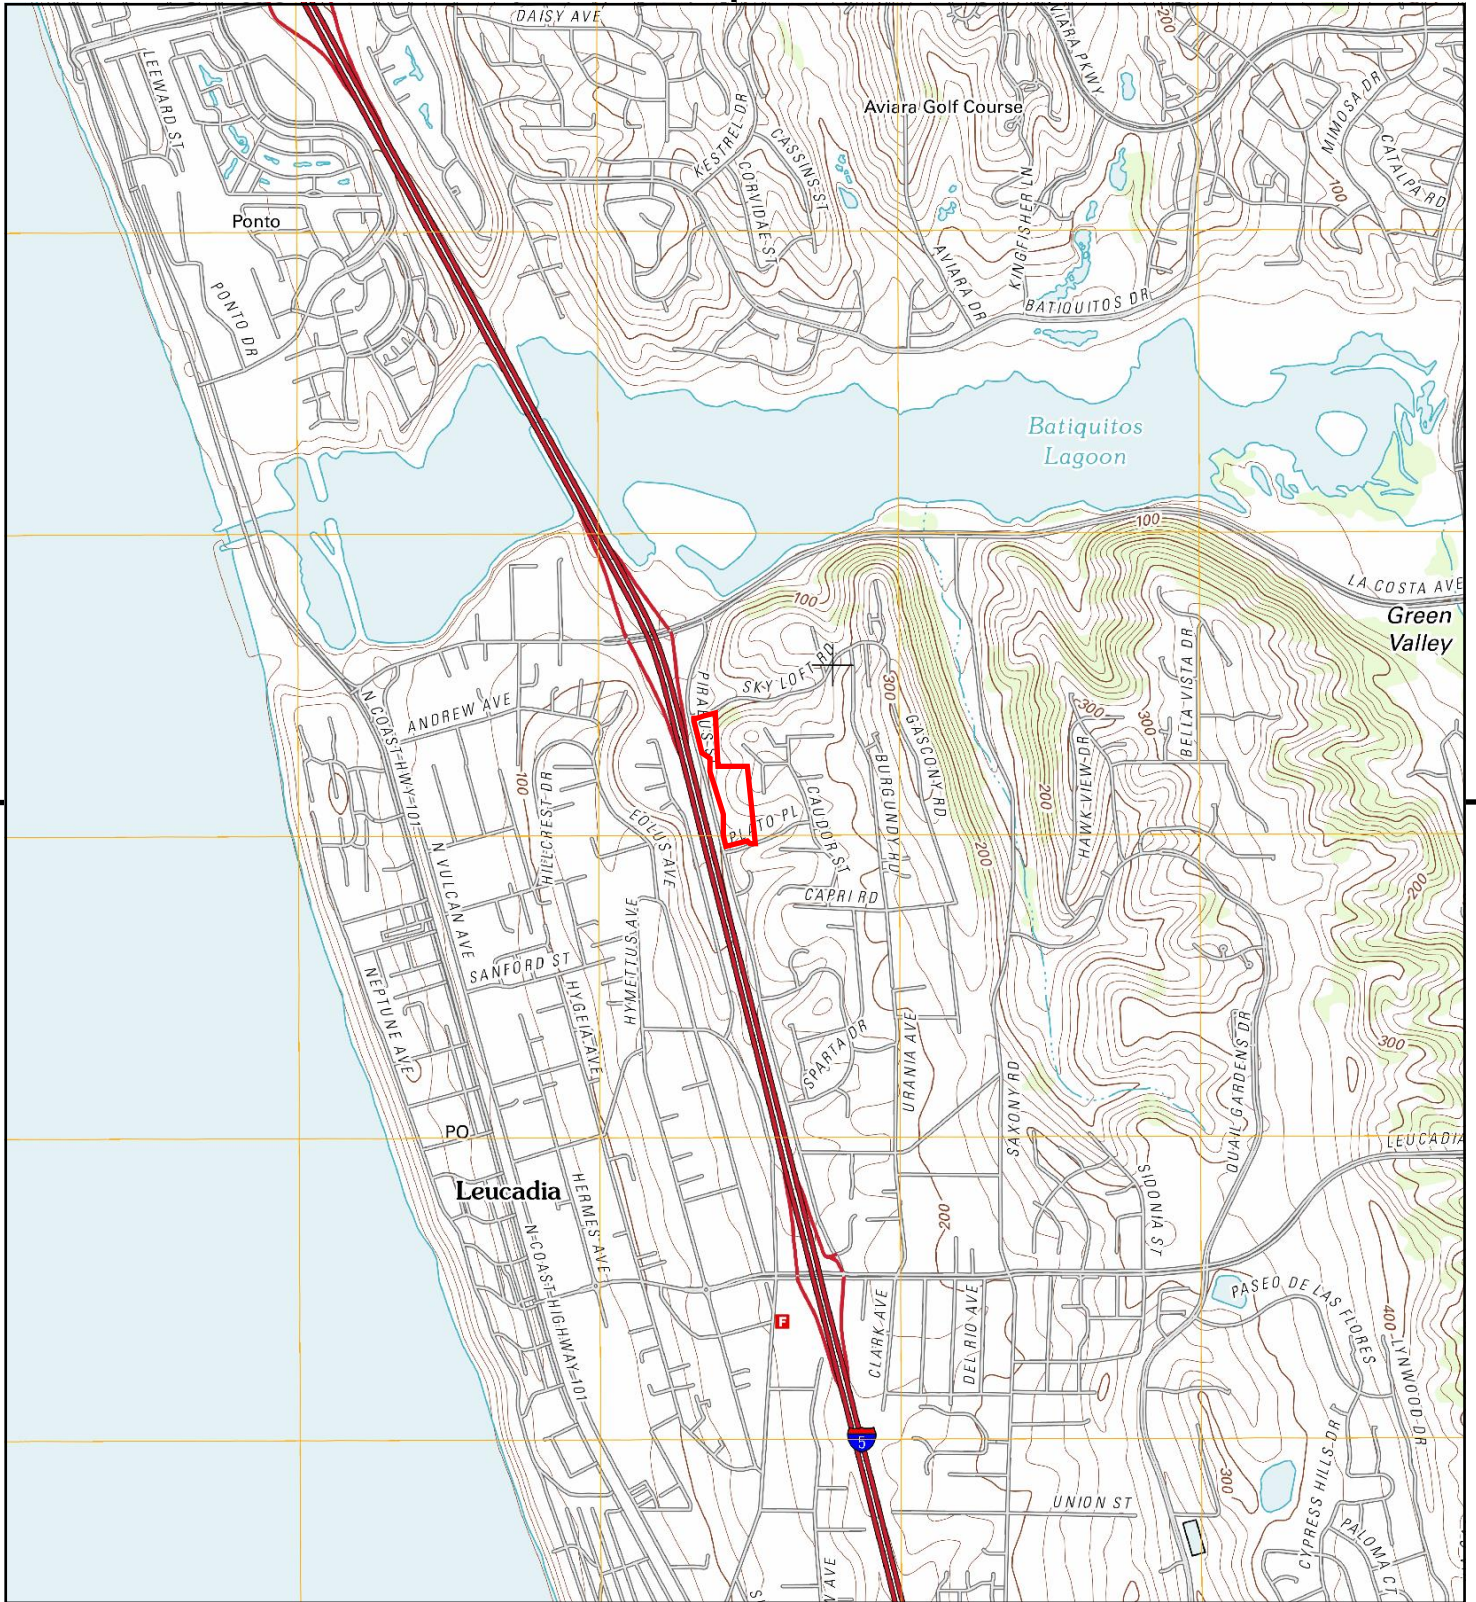 DAISY AVE
AVIARA PKWY
200
LEEWARD ST
KESTREL DR
CASSINS ST
CORVIDAE ST
Aviara Golf Course
MIMOSA DR
CATALPA RD
100
Ponto
PONTO DR
AVIARA DR
KINGFISHER LN
BATIQUITOS DR
Batiquitos
Lagoon
100
LA COSTA AVE
Green
Valley
100
SKY LOFT RD
PIRAEUS ST
300
GASCONY RD
BURGUNDY RD
CAUDOR ST
PLATO PL
CAPRI RD
N COAST HWY 101
ANDREW AVE
100
HILLCREST DR
EOLUS AVE
300
300
BELLA VISTA DR
HAWK VIEW DR
200
200
200
N VULCAN AVE
NEPTUNE AVE
SANFORD ST
HYGEIA AVE
HYMETTUS AVE
SPARTA DR
URANIA AVE
SAXONY RD
QUAIL GARDENS DR
300
LEUCADIA
PO
Leucadia
HERMES AVE
N COAST HIGHWAY 101
200
SIDONIA ST
PASEO DE LAS FLORES
400
LYNWOOD DR
F
CLARK AVE
DEL RIO AVE
5
UNION ST
300
CYPRESS HILLS DR
PALOMA CT
AVE